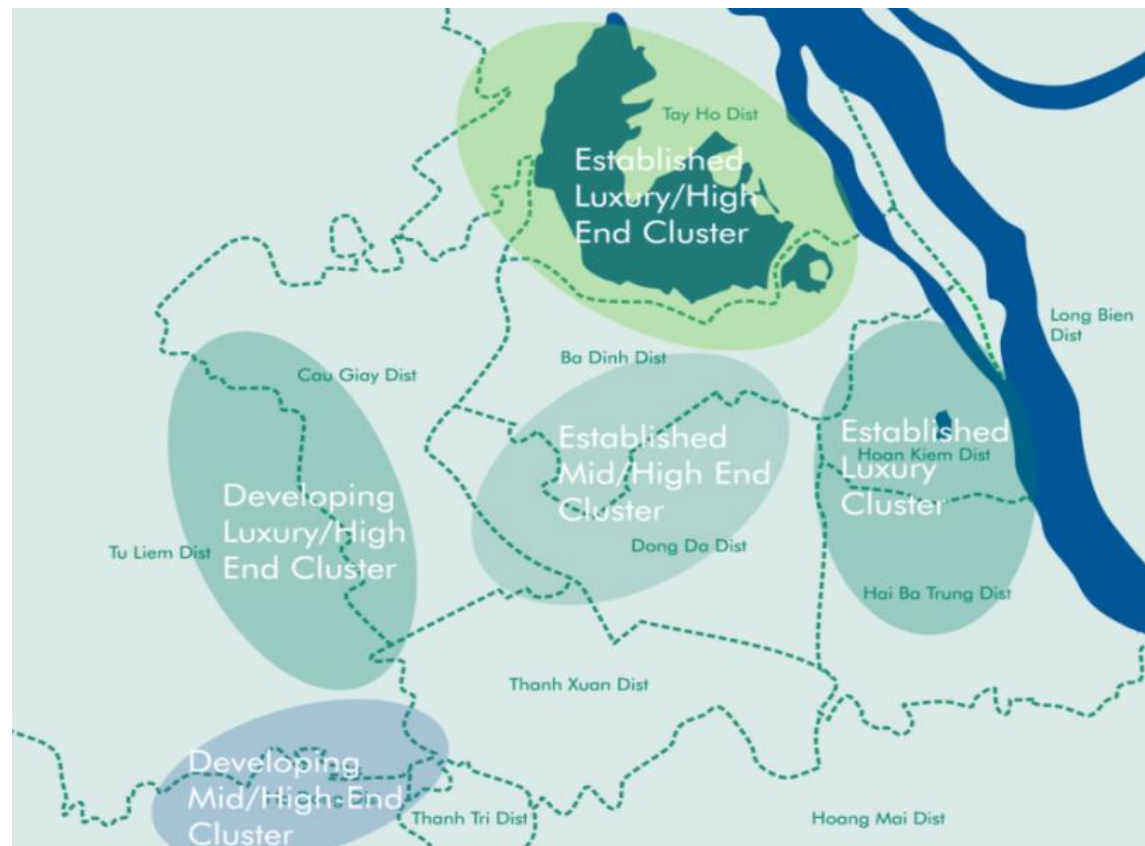 Tay Ho Dist
Established
Luxury/High
End Cluster
Long Bien
Dist
Ba Dinh Dist
Cau Giay Dist
Established
Mid/High End
Cluster
Dong Da Dist
Established
Luxury
Cluster
Hoan Kiem Dist
Hai Ba Trung Dist
Developing
Luxury/High
End Cluster
Tu Liem Dist
Thanh Xuan Dist
Developing
Mid/High-End
Cluster
Thanh Tri Dist
Hoang Mai Dist